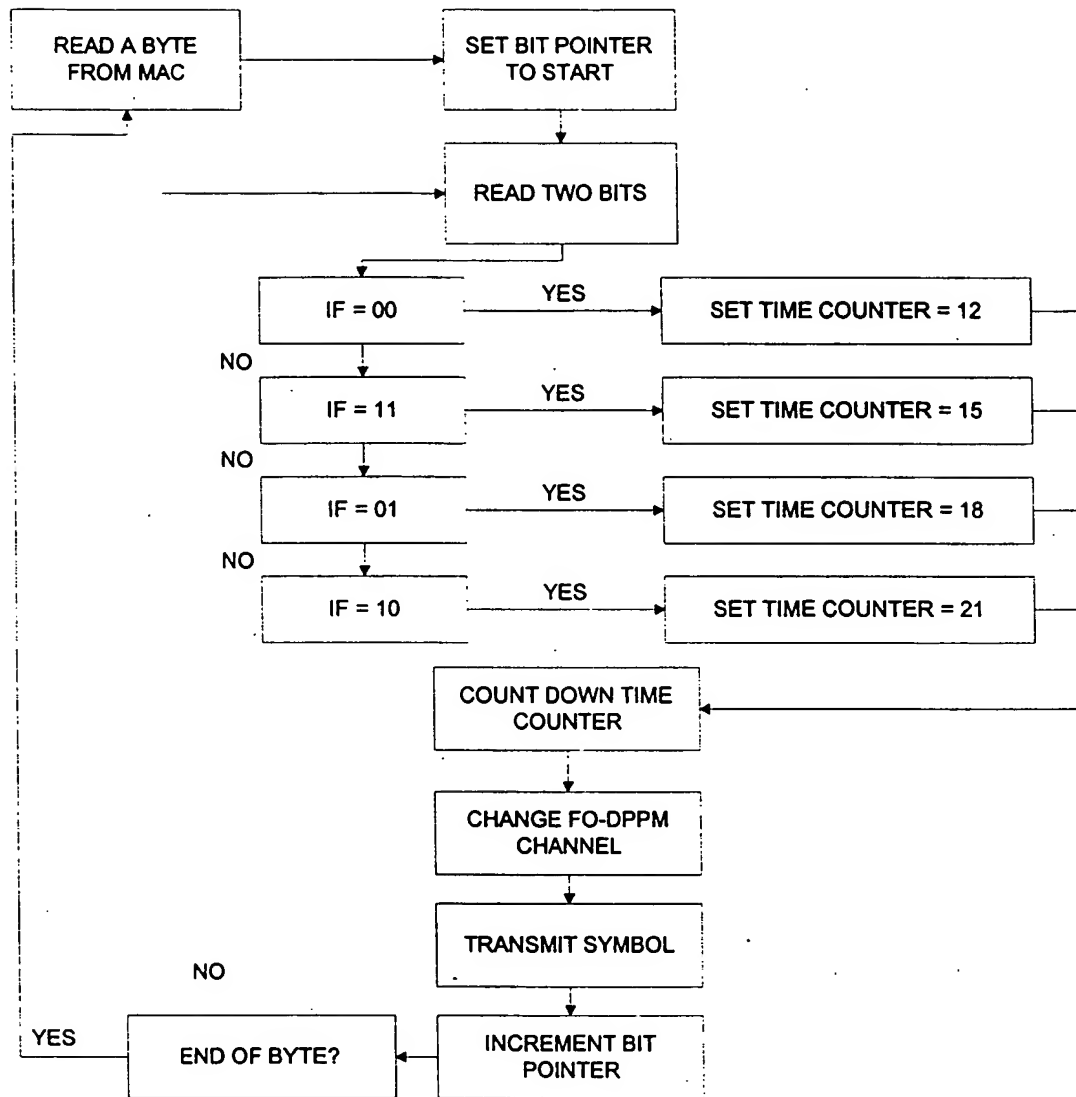 READ A BYTE
FROM MAC
SET BIT POINTER
TO START
READ TWO BITS
IF = 00
YES
SET TIME COUNTER = 12
NO
IF = 11
YES
SET TIME COUNTER = 15
NO
IF = 01
YES
SET TIME COUNTER = 18
NO
IF = 10
YES
SET TIME COUNTER = 21
COUNT DOWN TIME
COUNTER
CHANGE FO-DPPM
CHANNEL
TRANSMIT SYMBOL
NO
YES
END OF BYTE?
INCREMENT BIT
POINTER